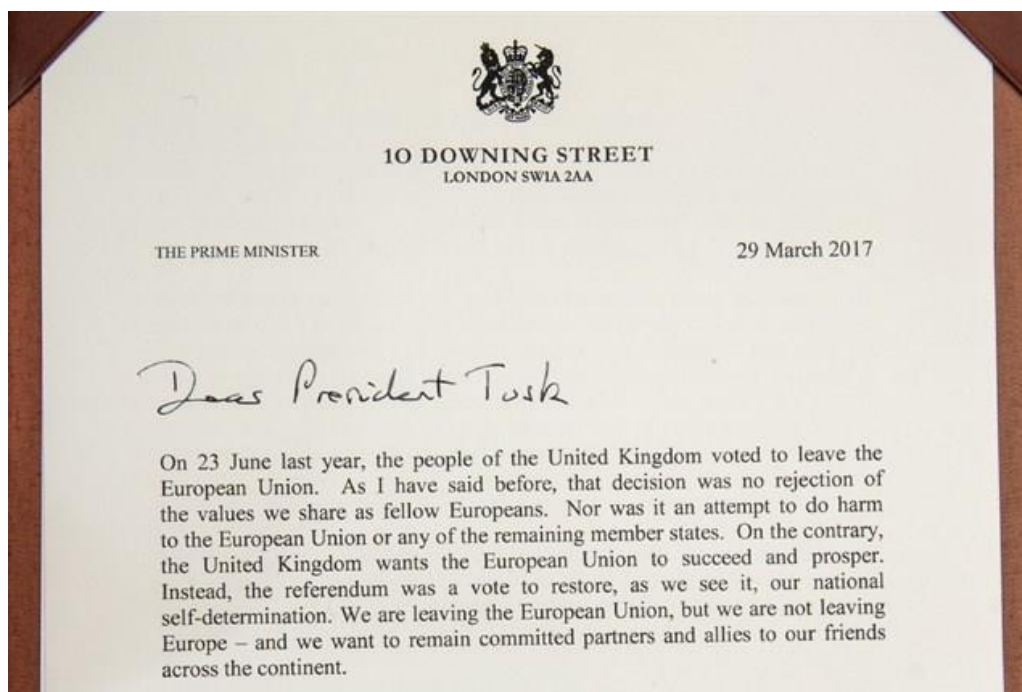 10 DOWNING STREET
LONDON SW1A 2AA
THE PRIME MINISTER
29 March 2017
Dear President Tusk
On 23 June last year, the people of the United Kingdom voted to leave the
European Union. As I have said before, that decision was no rejection of
the values we share as fellow Europeans. Nor was it an attempt to do harm
to the European Union or any of the remaining member states. On the contrary,
the United Kingdom wants the European Union to succeed and prosper.
Instead, the referendum was a vote to restore, as we see it, our national
self-determination. We are leaving the European Union, but we are not leaving
Europe – and we want to remain committed partners and allies to our friends
across the continent.